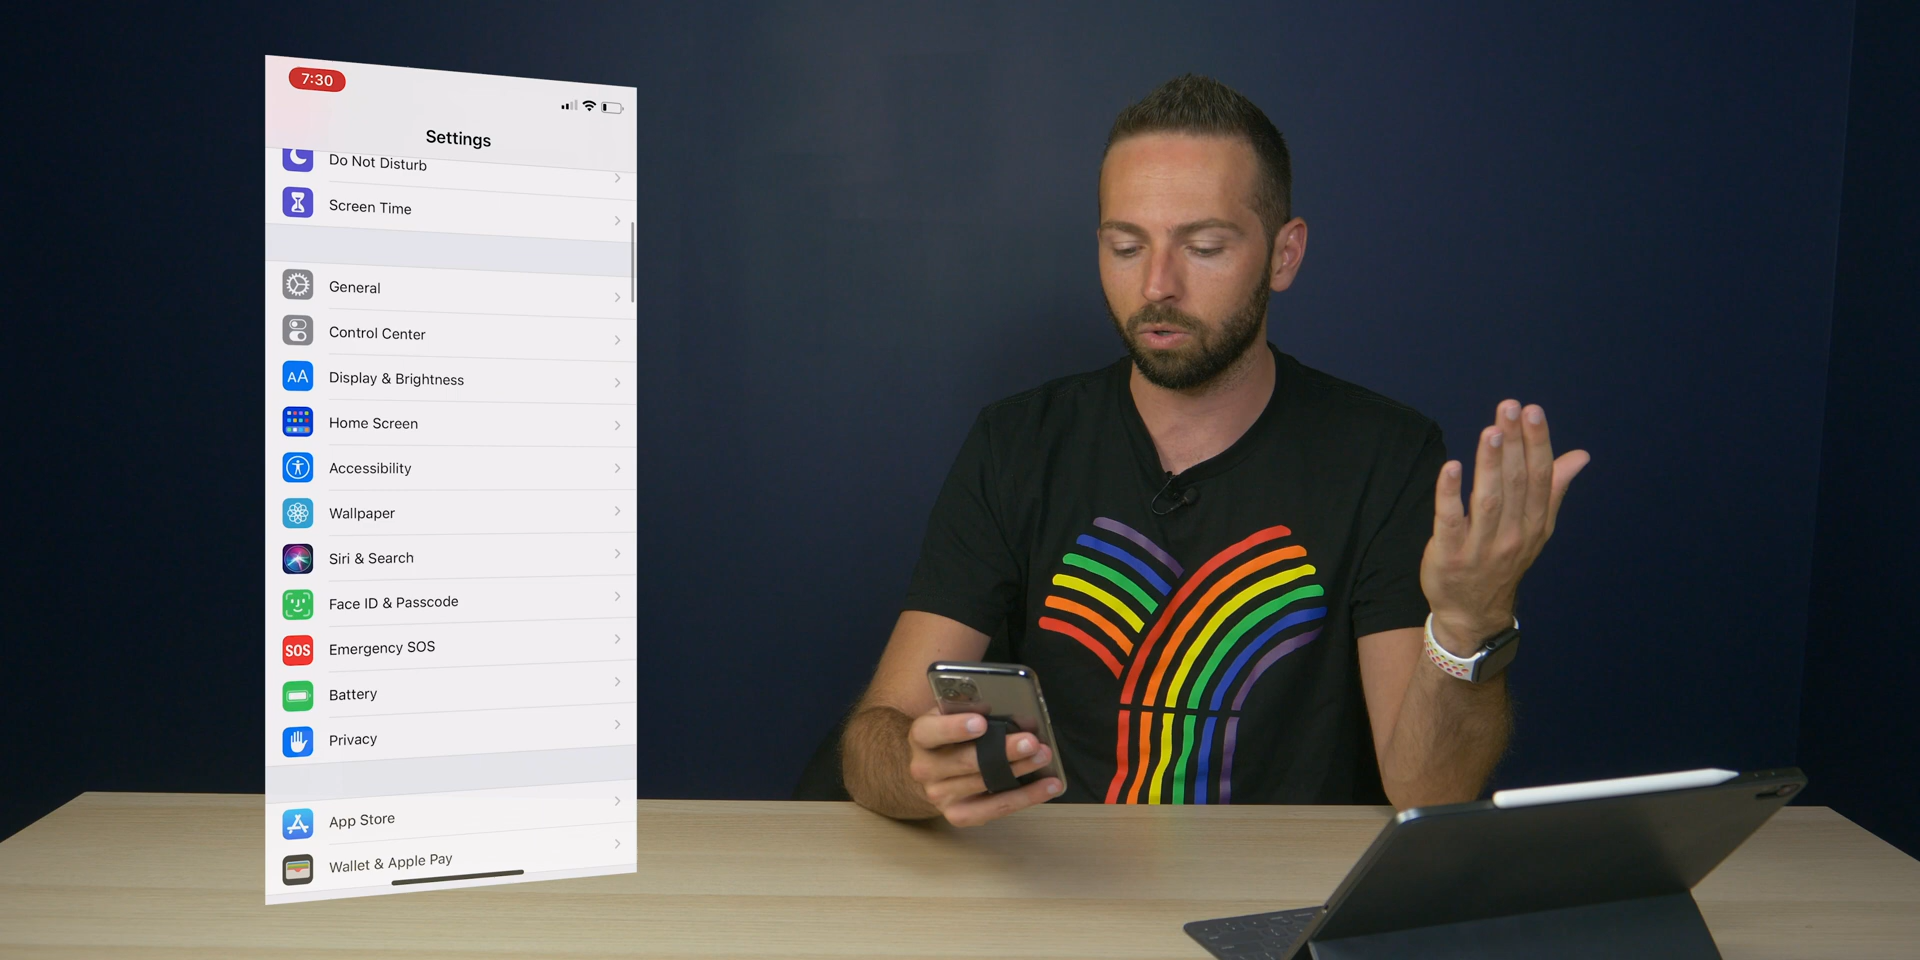 7:30
Settings
Do Not Disturb
Screen Time
General
Control Center
AA Display & Brightness
Home Screen
Accessibility
Wallpaper
Siri & Search
Face ID & Passcode
SOS Emergency SOS
Battery
Privacy
App Store
Wallet & Apple Pay